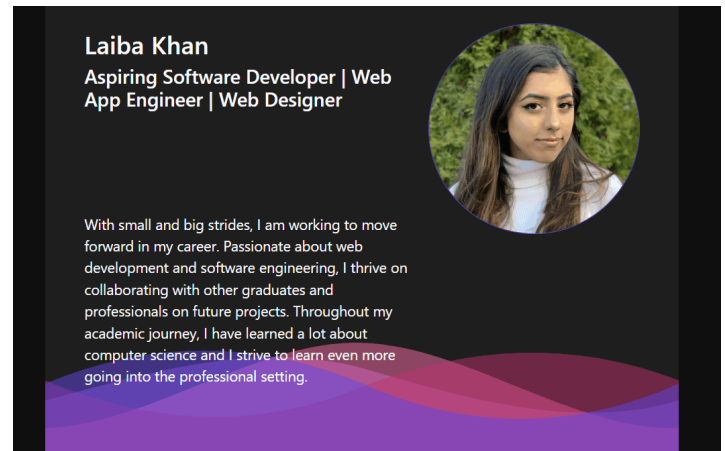 Laiba Khan
Aspiring Software Developer | Web
App Engineer | Web Designer
With small and big strides, I am working to move
forward in my career. Passionate about web
development and software engineering, I thrive on
collaborating with other graduates and
professionals on future projects. Throughout my
academic journey, I have learned a lot about
computer science and I strive to learn even more
going into the professional setting.